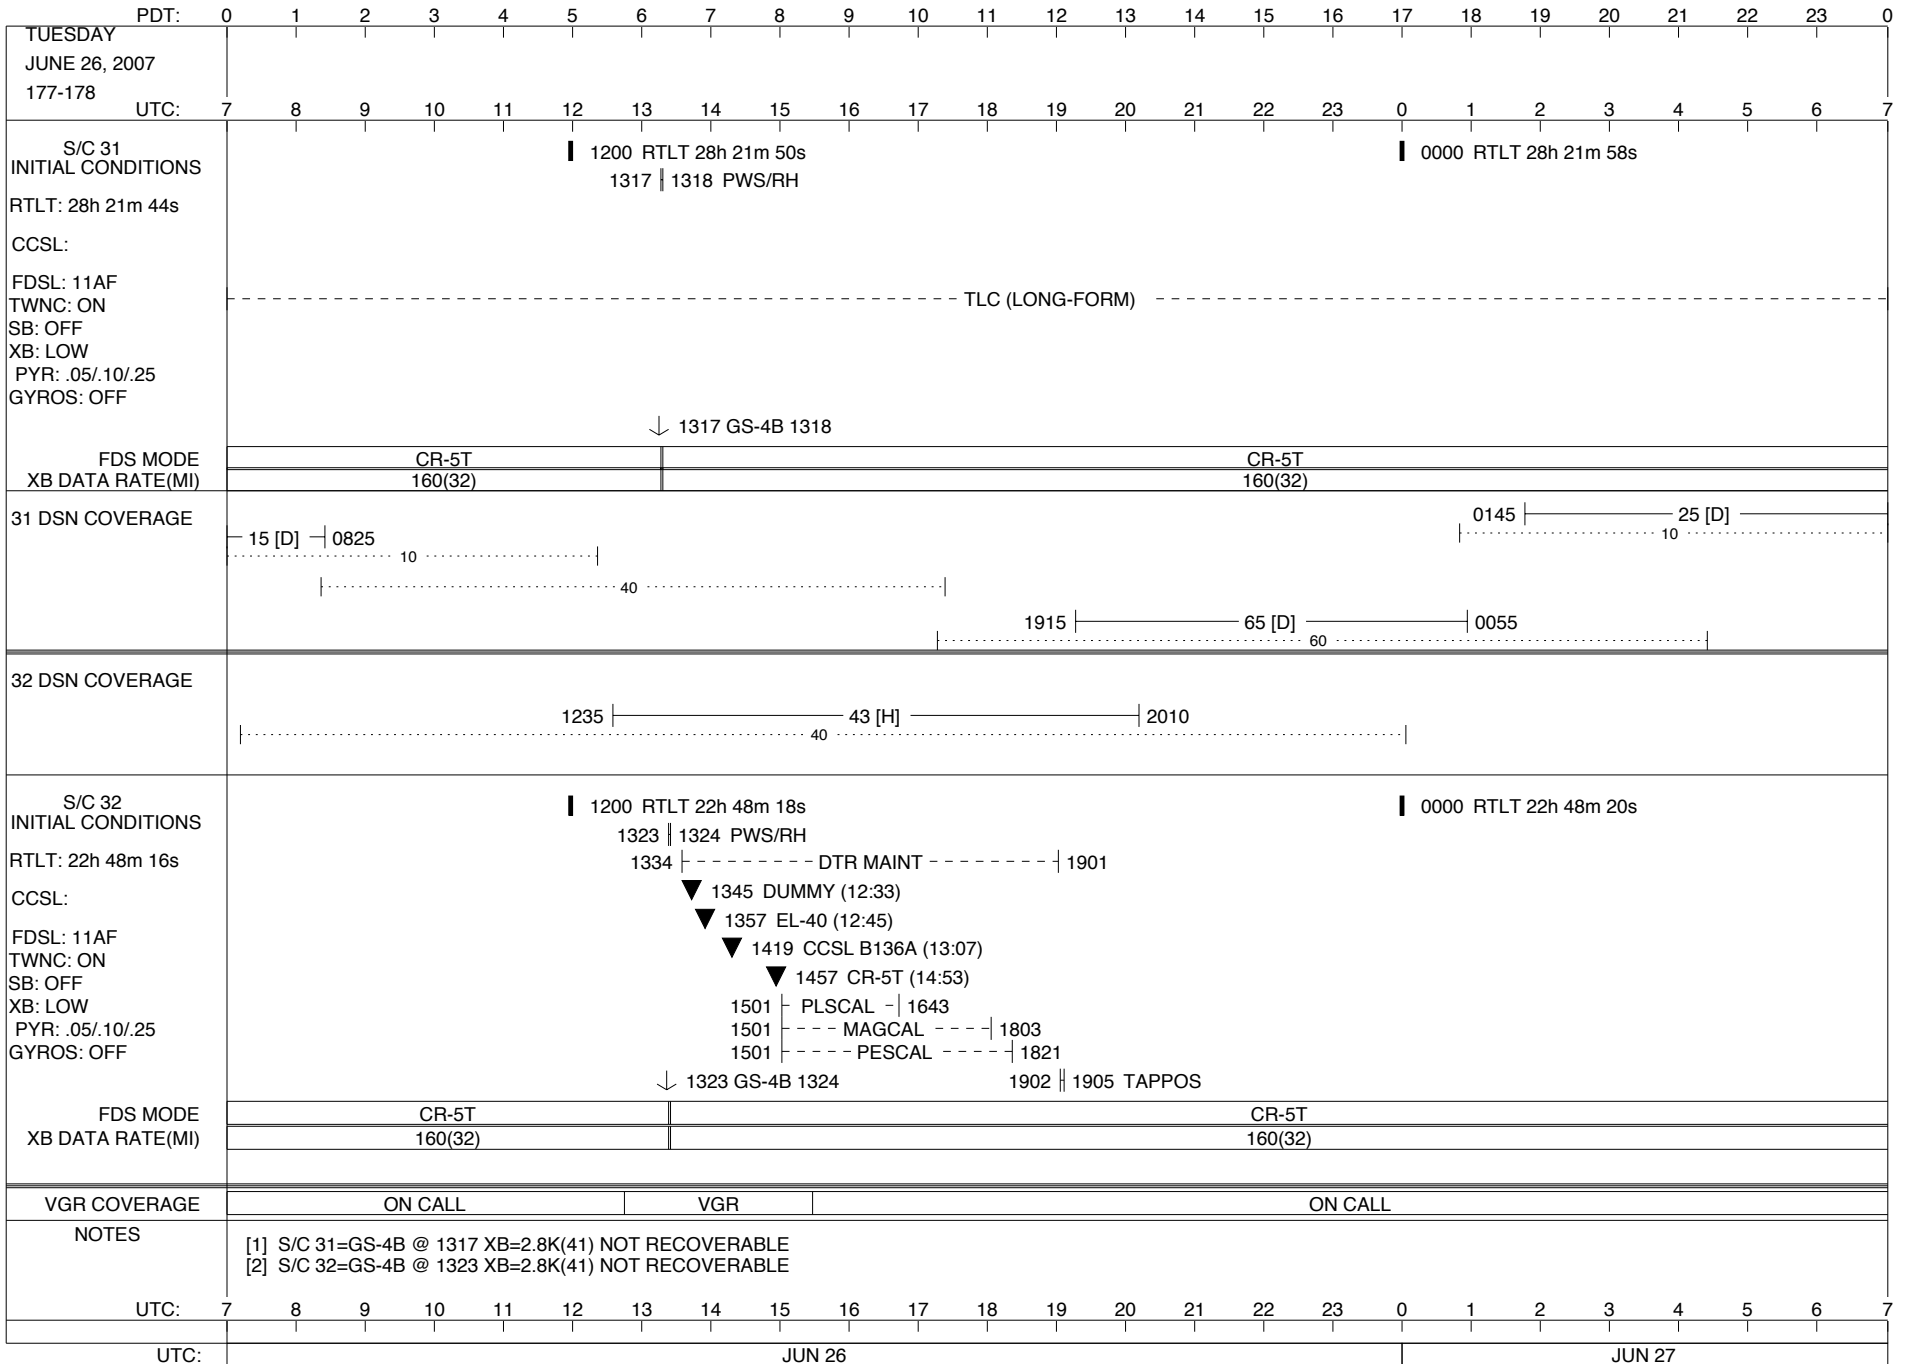 PDT: 0 1 2 3 4 5 6 7 8 9 10 11 12 13 14 15 16 17 18 19 20 21 22 23 0
TUESDAY
JUNE 26, 2007
177-178
UTC: 7 8 9 10 11 12 13 14 15 16 17 18 19 20 21 22 23 0 1 2 3 4 5 6 7
S/C 31
INITIAL CONDITIONS
1200 RTLT 28h 21m 50s
0000 RTLT 28h 21m 58s
1317 1318 PWS/RH
RTLT: 28h 21m 44s
CCSL:
FDSL: 11AF
TWNC: ON
TLC (LONG-FORM)
SB: OFF
XB: LOW
PYR: .05/.10/.25
GYROS: OFF
1317 GS-4B 1318
FDS MODE CR-5T CR-5T
XB DATA RATE(MI) 160(32) 160(32)
31 DSN COVERAGE
0145 25 [D]
10
15 [D] 0825
10
40
1915 65 [D] 0055
60
32 DSN COVERAGE
1235 43 [H] 2010
40
S/C 32
INITIAL CONDITIONS
1200 RTLT 22h 48m 18s
0000 RTLT 22h 48m 20s
1323 1324 PWS/RH
RTLT: 22h 48m 16s
1334 DTR MAINT 1901
CCSL:
1345 DUMMY (12:33)
1357 EL-40 (12:45)
FDSL: 11AF
1419 CCSL B136A (13:07)
TWNC: ON
SB: OFF
1457 CR-5T (14:53)
XB: LOW
1501 PLSCAL 1643
PYR: .05/.10/.25
1501 MAGCAL 1803
GYROS: OFF
1501 PESCAL 1821
1323 GS-4B 1324
1902 1905 TAPPOS
FDS MODE CR-5T CR-5T
XB DATA RATE(MI) 160(32) 160(32)
VGR COVERAGE ON CALL VGR ON CALL
NOTES
[1] S/C 31=GS-4B @ 1317 XB=2.8K(41) NOT RECOVERABLE
[2] S/C 32=GS-4B @ 1323 XB=2.8K(41) NOT RECOVERABLE
UTC: 7 8 9 10 11 12 13 14 15 16 17 18 19 20 21 22 23 0 1 2 3 4 5 6 7
UTC: JUN 26 JUN 27